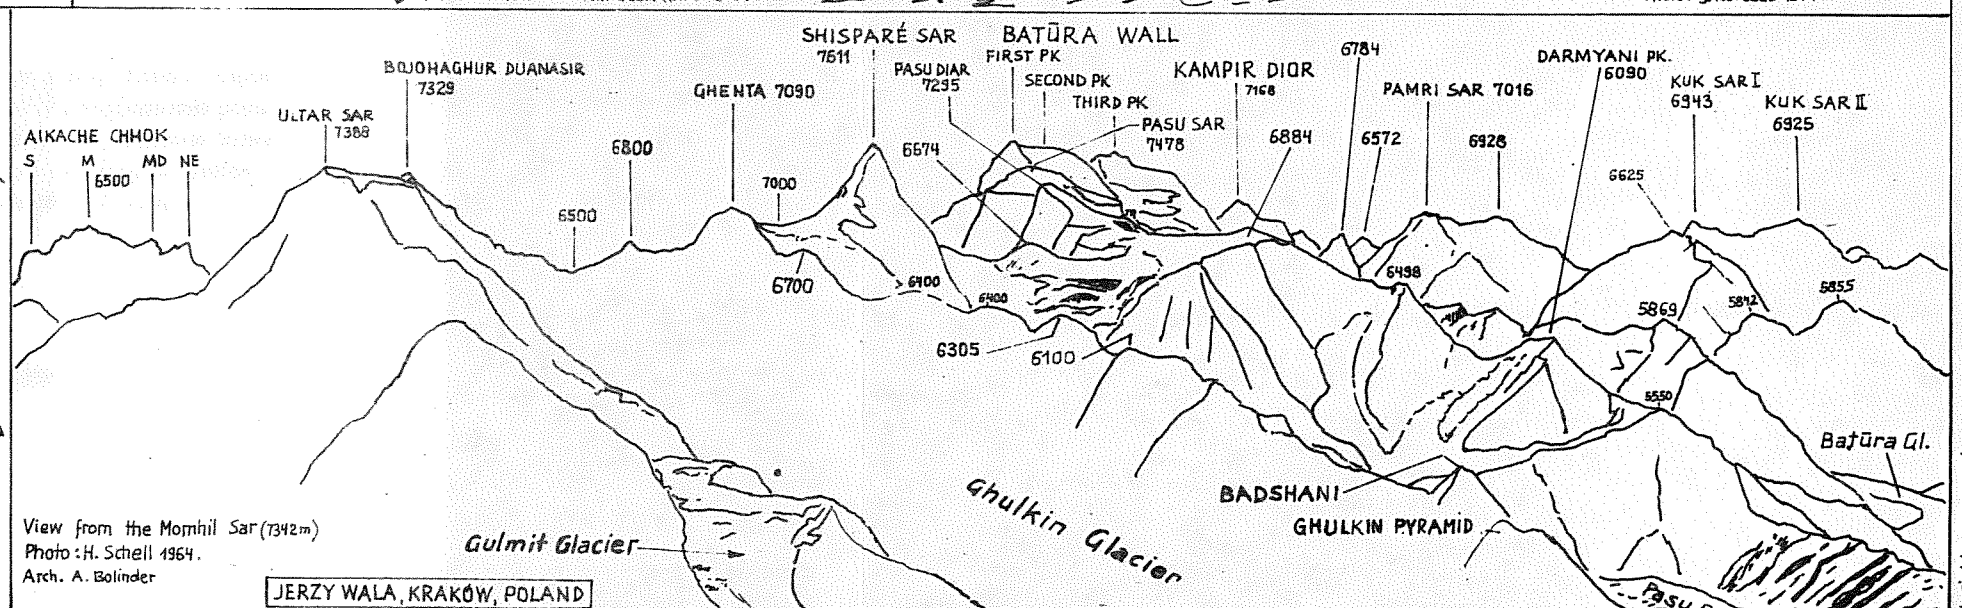 SHISPARÉ SAR
7611
BATŪRA WALL
FIRST PK
SECOND PK
THIRD PK
PASU DIAR
7295
PASU SAR
7478
KAMPIR DIOR
7168
6784
DARMYANI PK.
6090
KUK SAR I
6943
KUK SAR II
6925
PAMRI SAR 7016
BOJOHAGHUR DUANASIR
7329
GHENTA 7090
ULTAR SAR
7388
AIKACHE CHHOK
S M MD NE
6500
6800
6674
6884
6572
6928
6625
7000
6500
6700
6400
6400
6498
6305
6100
5869
5842
5855
5550
Batūra Gl.
BADSHANI
GHULKIN PYRAMID
Ghulkin Glacier
Gulmit Glacier
View from the Momhil Sar (7342m)
Photo: H. Schell 1964.
Arch. A. Bolinder
JERZY WALA, KRAKÓW, POLAND
Pasu